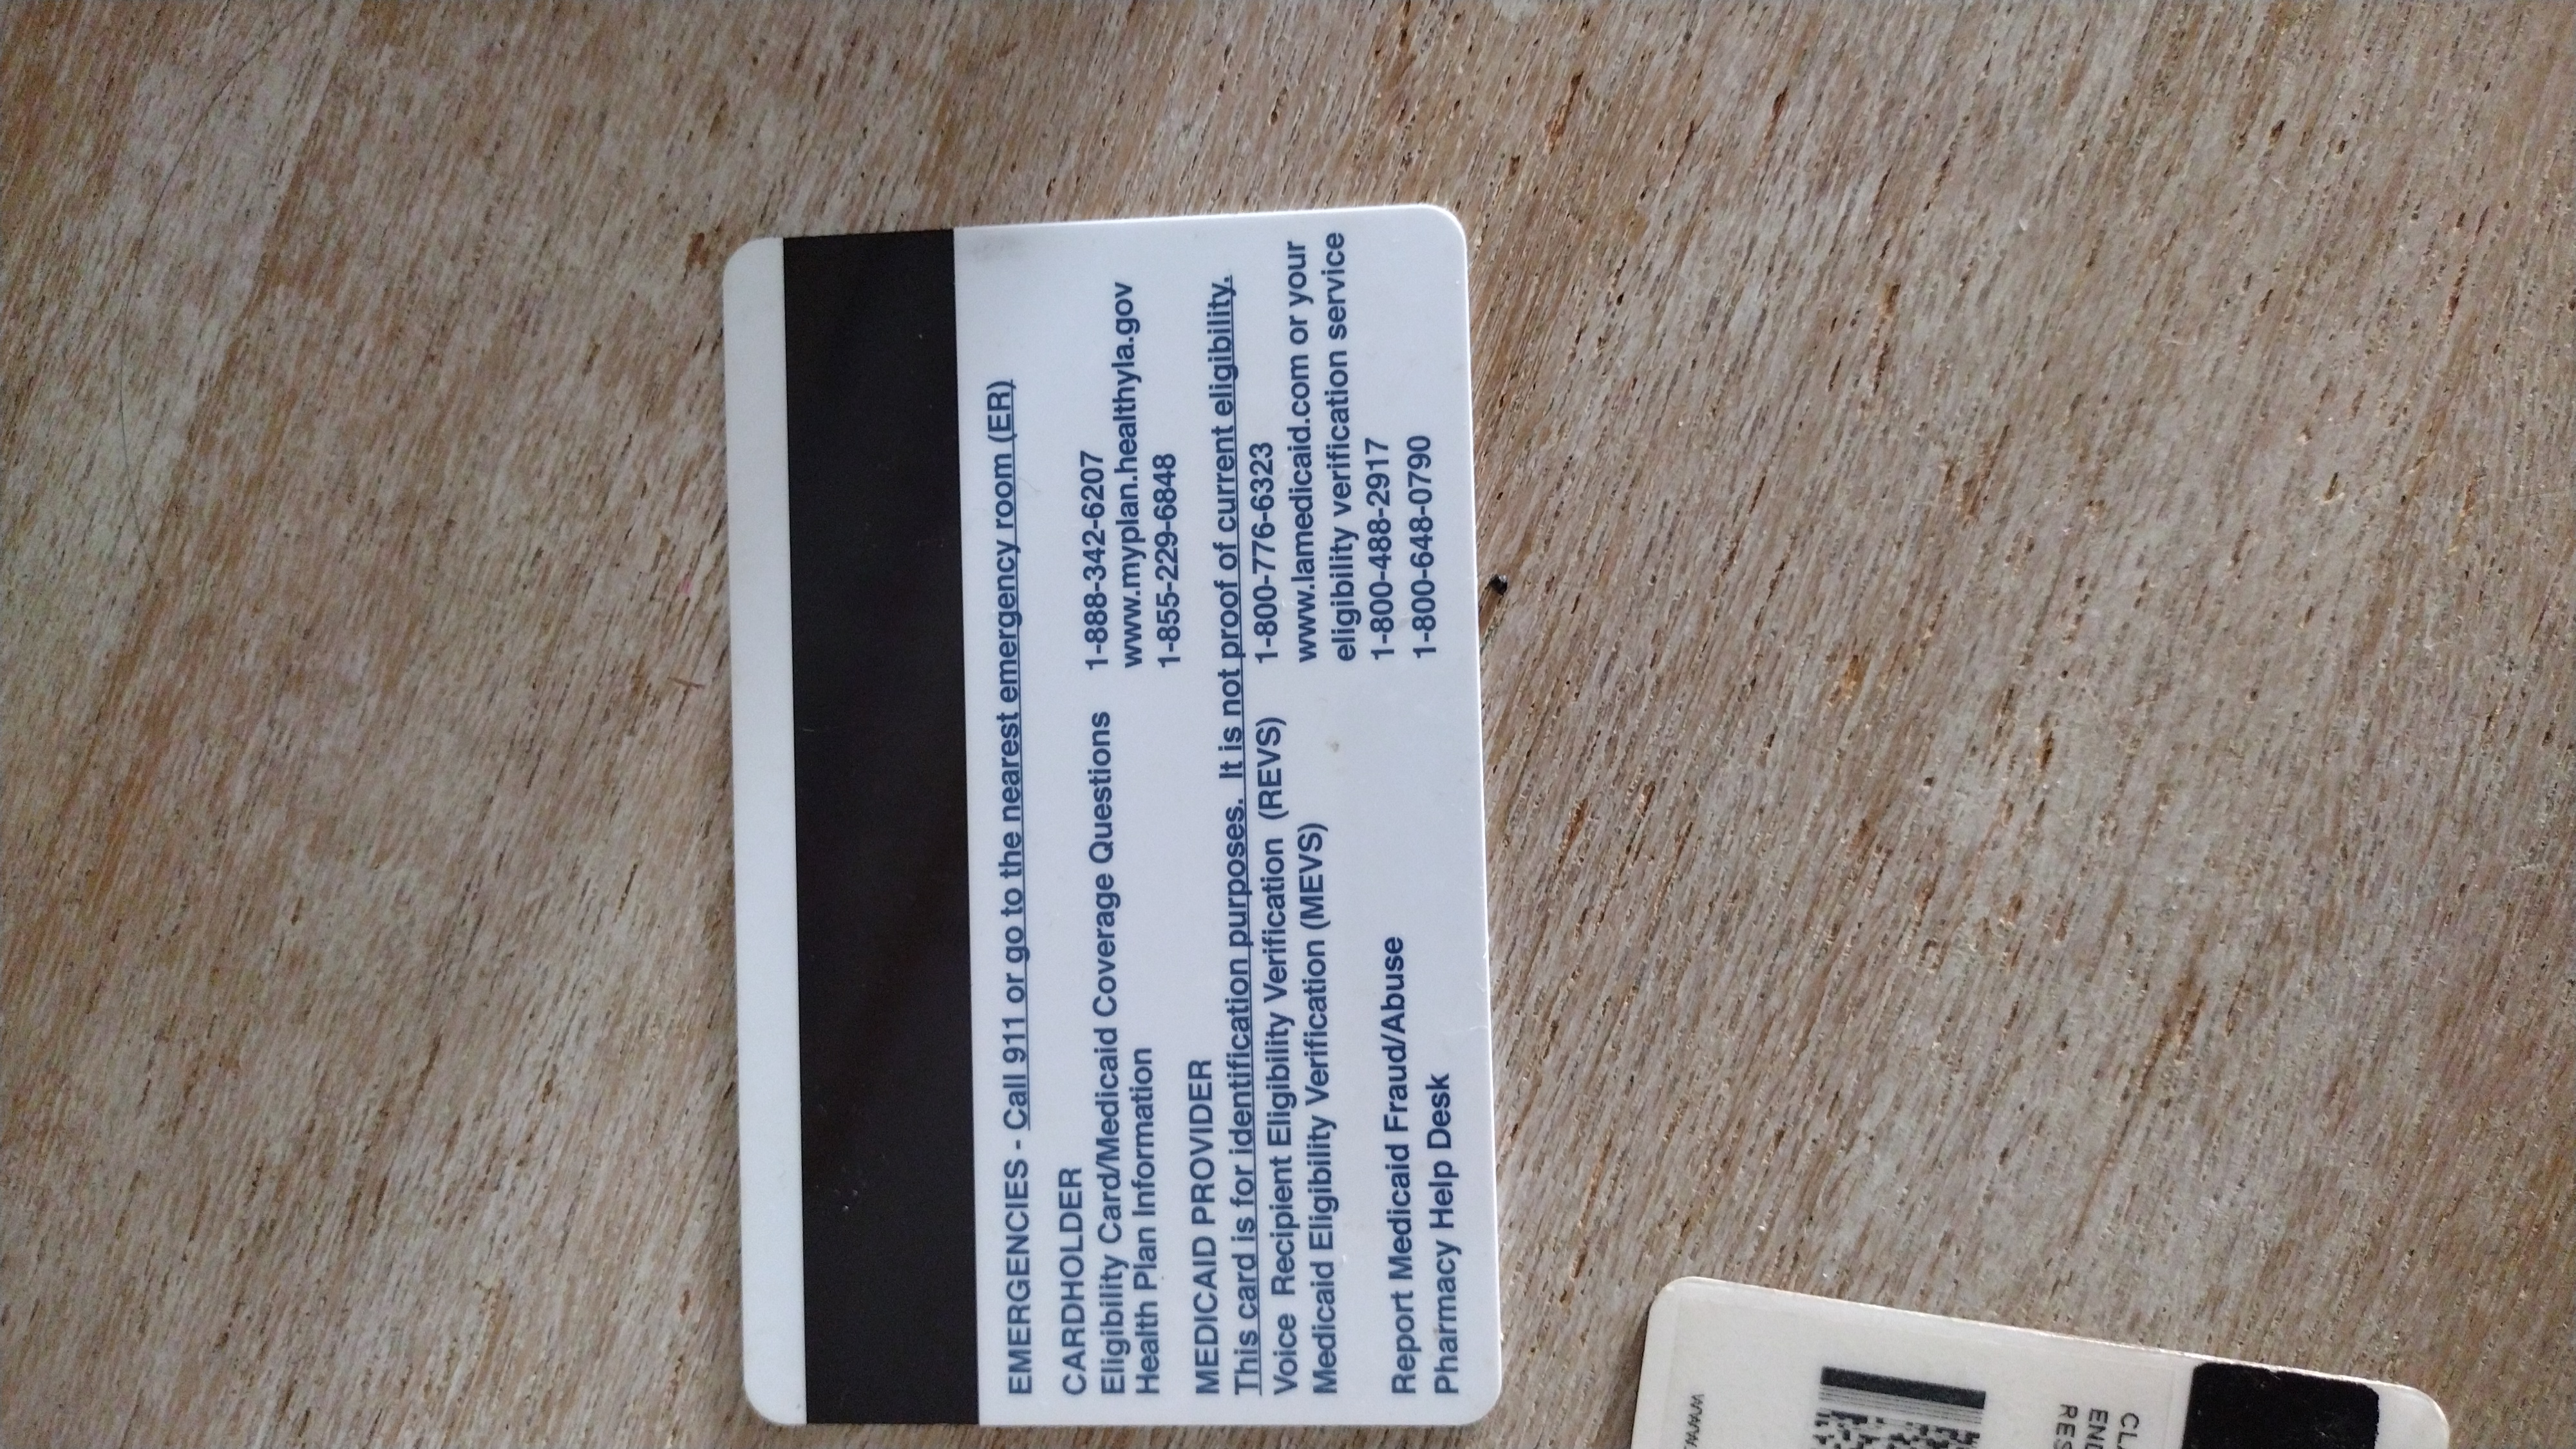 EMERGENCIES - Call 911 or go to the nearest emergency room (ER)
CARDHOLDER
Eligibility Card/Medicaid Coverage Questions 1-888-342-6207
Health Plan Information www.myplan.healthyla.gov
1-855-229-6848
MEDICAID PROVIDER
This card is for identification purposes. It is not proof of current eligibility.
Voice Recipient Eligibility Verification (REVS) 1-800-776-6323
Medicaid Eligibility Verification (MEVS) www.lamedicaid.com or your
eligibility verification service
Report Medicaid Fraud/Abuse 1-800-488-2917
Pharmacy Help Desk 1-800-648-0790
www.
CL
END
RES